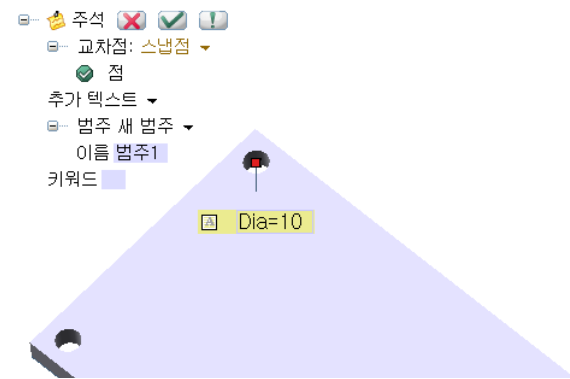 주석
교차점: 스냅점
점
추가 텍스트
범주 새 범주
이름 범주1
키워드
A Dia=10